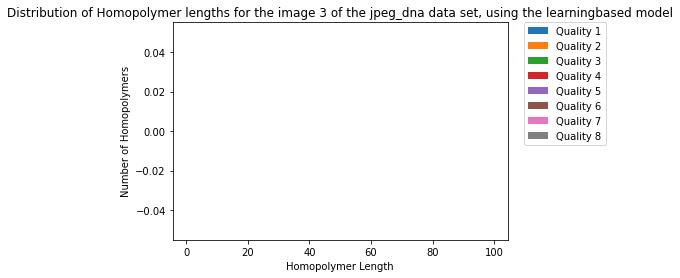 Distribution of Homopolymer lengths for the image 3 of the jpeg_dna data set, using the learningbased model
Quality 1
Quality 2
Quality 3
Quality 4
Quality 5
Quality 6
Quality 7
Quality 8
Number of Homopolymers
0.04
0.02
0.00
−0.02
−0.04
0 20 40 60 80 100
Homopolymer Length